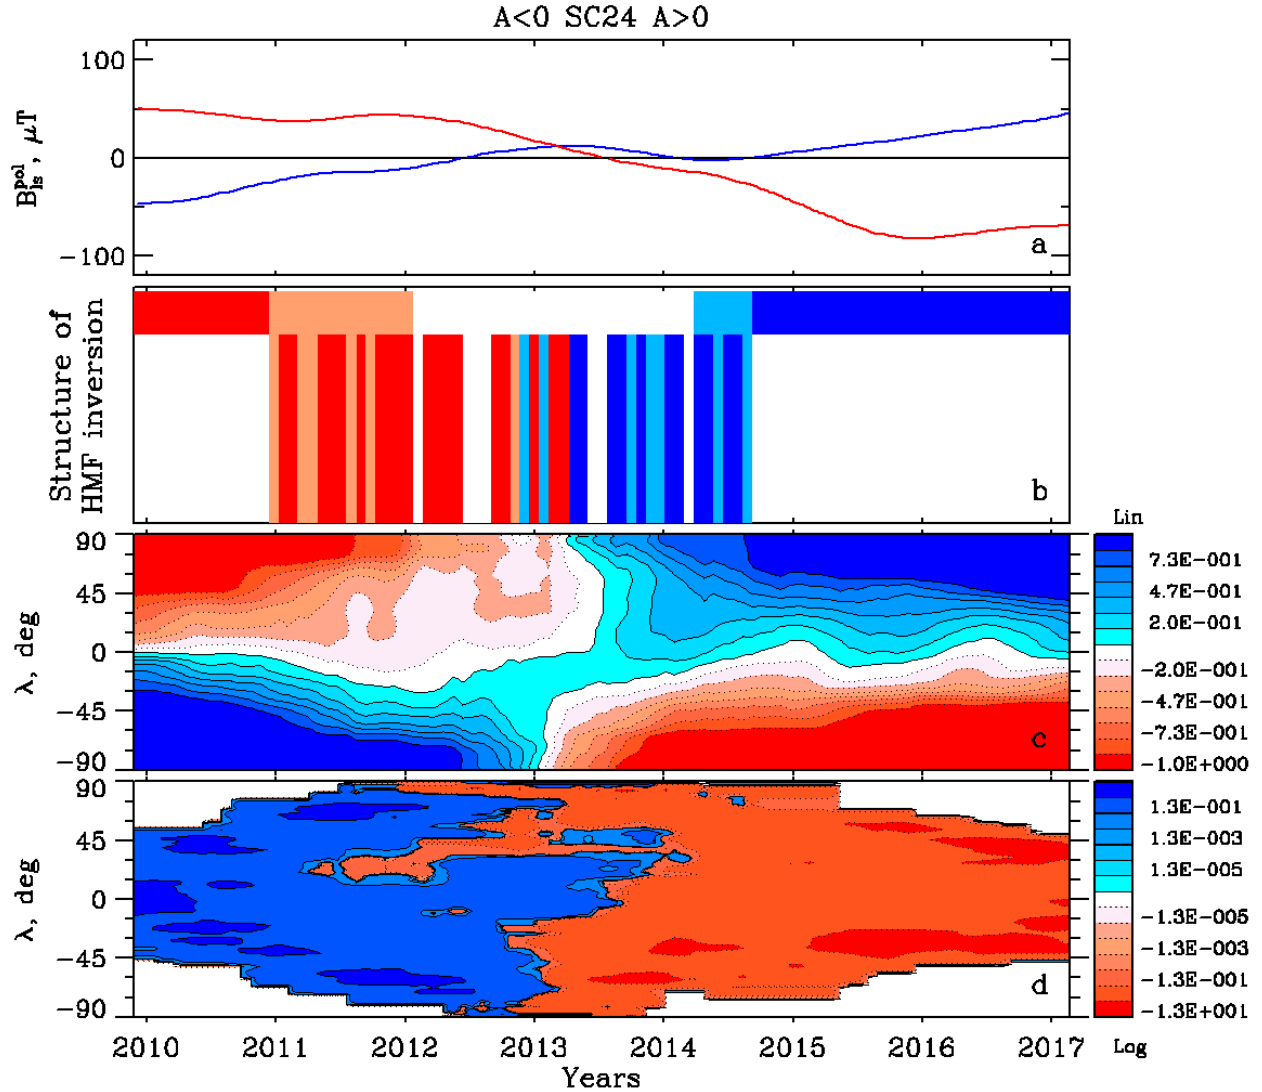 A<0 SC24 A>0
100
0
−100
B^pol_ls, μT
a
Structure of
HMF inversion
b
Lin
90
45
0
−45
−90
λ, deg
c
7.3E−001
4.7E−001
2.0E−001
−2.0E−001
−4.7E−001
−7.3E−001
−1.0E+000
90
45
0
−45
−90
λ, deg
d
1.3E−001
1.3E−003
1.3E−005
−1.3E−005
−1.3E−003
−1.3E−001
−1.3E+001
Log
2010 2011 2012 2013 2014 2015 2016 2017
Years